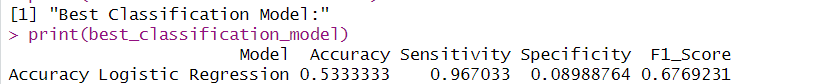 [1] "Best Classification Model:"
> print(best_classification_model)
Model Accuracy Sensitivity Specificity F1_Score
Accuracy Logistic Regression 0.5333333 0.967033 0.08988764 0.6769231